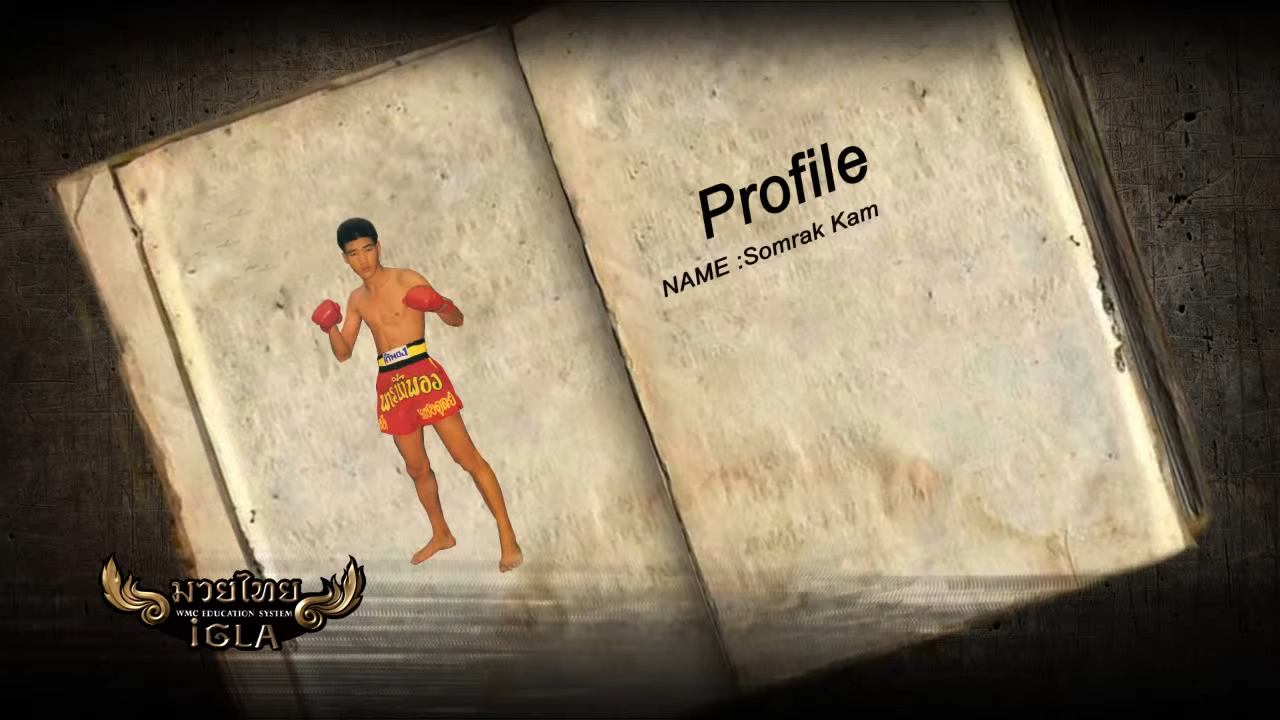 Profile
NAME :Somrak Kam
มวยไทย
WMC EDUCATION SYSTEM
iGLA